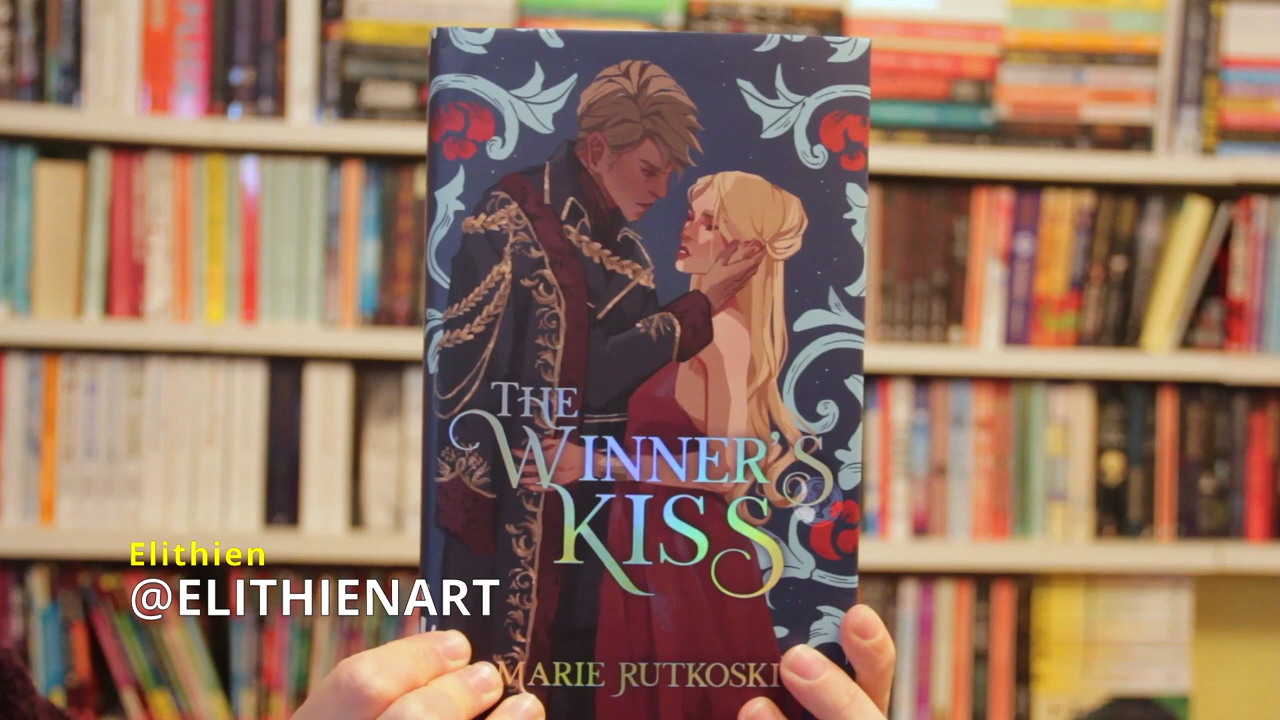 THE
WINNER'S
KISS
Elithien
@ELITHIENART
MARIE RUTKOSKI